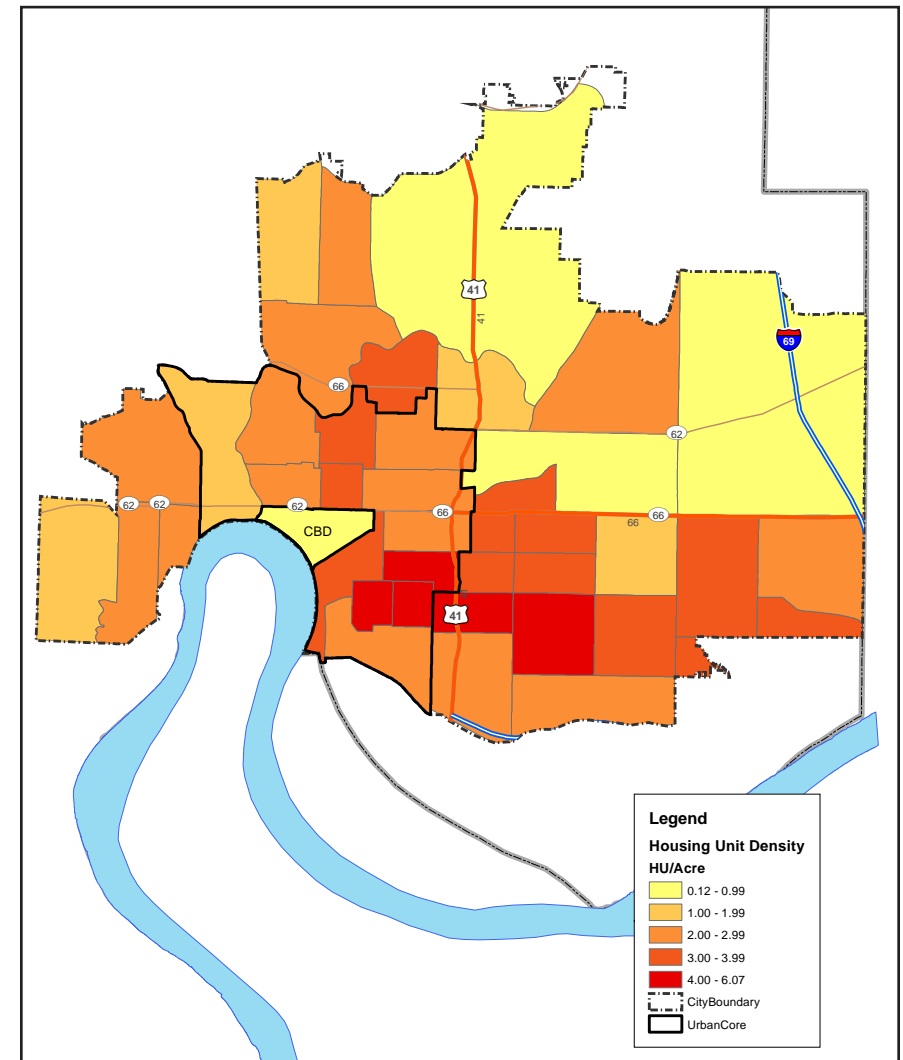 41
41
69
66
62
62
62
62
66
66
66
CBD
41
Legend
Housing Unit Density
HU/Acre
0.12 - 0.99
1.00 - 1.99
2.00 - 2.99
3.00 - 3.99
4.00 - 6.07
CityBoundary
UrbanCore